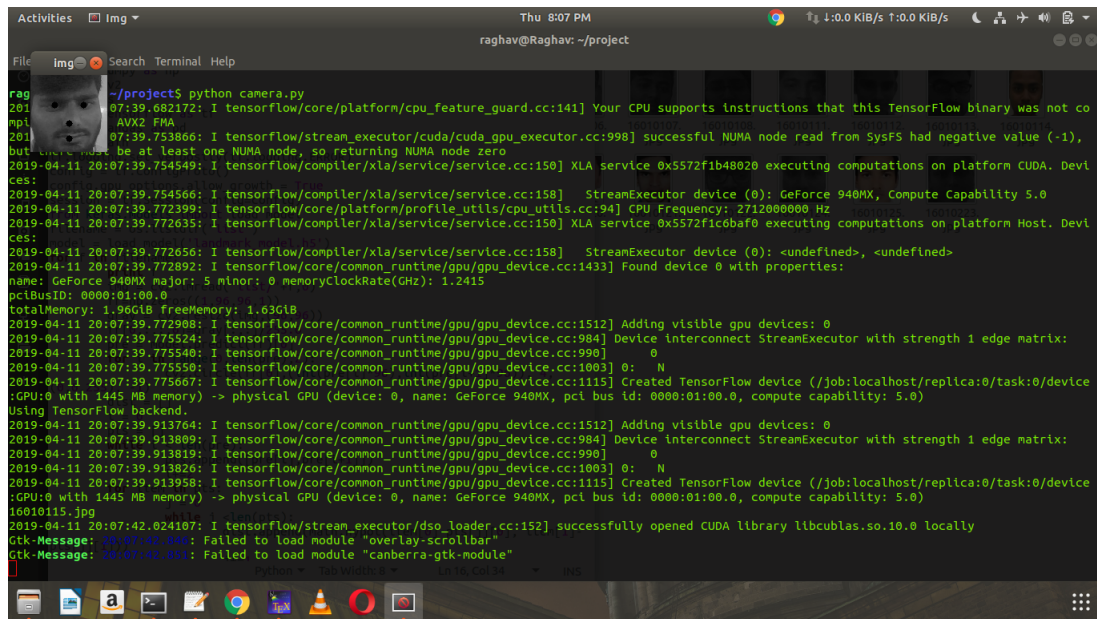 Activities Img Thu 8:07 PM ↓:0.0 KiB/s ↑:0.0 KiB/s
raghav@Raghav: ~/project
File img Search Terminal Help
rag ~/project$ python camera.py
201 07:39.682172: I tensorflow/core/platform/cpu_feature_guard.cc:141] Your CPU supports instructions that this TensorFlow binary was not co
mpi AVX2 FMA
201 07:39.753866: I tensorflow/stream_executor/cuda/cuda_gpu_executor.cc:998] successful NUMA node read from SysFS had negative value (-1),
but there must be at least one NUMA node, so returning NUMA node zero
2019-04-11 20:07:39.754549: I tensorflow/compiler/xla/service/service.cc:150] XLA service 0x5572f1b48020 executing computations on platform CUDA. Devi
ces:
2019-04-11 20:07:39.754566: I tensorflow/compiler/xla/service/service.cc:158]   StreamExecutor device (0): GeForce 940MX, Compute Capability 5.0
2019-04-11 20:07:39.772399: I tensorflow/core/platform/profile_utils/cpu_utils.cc:94] CPU Frequency: 2712000000 Hz
2019-04-11 20:07:39.772635: I tensorflow/compiler/xla/service/service.cc:150] XLA service 0x5572f1c6baf0 executing computations on platform Host. Devi
ces:
2019-04-11 20:07:39.772656: I tensorflow/compiler/xla/service/service.cc:158]   StreamExecutor device (0): <undefined>, <undefined>
2019-04-11 20:07:39.772892: I tensorflow/core/common_runtime/gpu/gpu_device.cc:1433] Found device 0 with properties:
name: GeForce 940MX major: 5 minor: 0 memoryClockRate(GHz): 1.2415
pciBusID: 0000:01:00.0
totalMemory: 1.96GiB freeMemory: 1.63GiB
2019-04-11 20:07:39.772908: I tensorflow/core/common_runtime/gpu/gpu_device.cc:1512] Adding visible gpu devices: 0
2019-04-11 20:07:39.775524: I tensorflow/core/common_runtime/gpu/gpu_device.cc:984] Device interconnect StreamExecutor with strength 1 edge matrix:
2019-04-11 20:07:39.775540: I tensorflow/core/common_runtime/gpu/gpu_device.cc:990]      0
2019-04-11 20:07:39.775550: I tensorflow/core/common_runtime/gpu/gpu_device.cc:1003] 0:   N
2019-04-11 20:07:39.775667: I tensorflow/core/common_runtime/gpu/gpu_device.cc:1115] Created TensorFlow device (/job:localhost/replica:0/task:0/device
:GPU:0 with 1445 MB memory) -> physical GPU (device: 0, name: GeForce 940MX, pci bus id: 0000:01:00.0, compute capability: 5.0)
Using TensorFlow backend.
2019-04-11 20:07:39.913764: I tensorflow/core/common_runtime/gpu/gpu_device.cc:1512] Adding visible gpu devices: 0
2019-04-11 20:07:39.913809: I tensorflow/core/common_runtime/gpu/gpu_device.cc:984] Device interconnect StreamExecutor with strength 1 edge matrix:
2019-04-11 20:07:39.913819: I tensorflow/core/common_runtime/gpu/gpu_device.cc:990]      0
2019-04-11 20:07:39.913826: I tensorflow/core/common_runtime/gpu/gpu_device.cc:1003] 0:   N
2019-04-11 20:07:39.913958: I tensorflow/core/common_runtime/gpu/gpu_device.cc:1115] Created TensorFlow device (/job:localhost/replica:0/task:0/device
:GPU:0 with 1445 MB memory) -> physical GPU (device: 0, name: GeForce 940MX, pci bus id: 0000:01:00.0, compute capability: 5.0)
16010115.jpg
2019-04-11 20:07:42.024107: I tensorflow/stream_executor/dso_loader.cc:152] successfully opened CUDA library libcublas.so.10.0 locally
Gtk-Message: 20:07:42.846: Failed to load module "overlay-scrollbar"
Gtk-Message: 20:07:42.851: Failed to load module "canberra-gtk-module"
Python Tab Width: 8 Ln 16, Col 34 INS